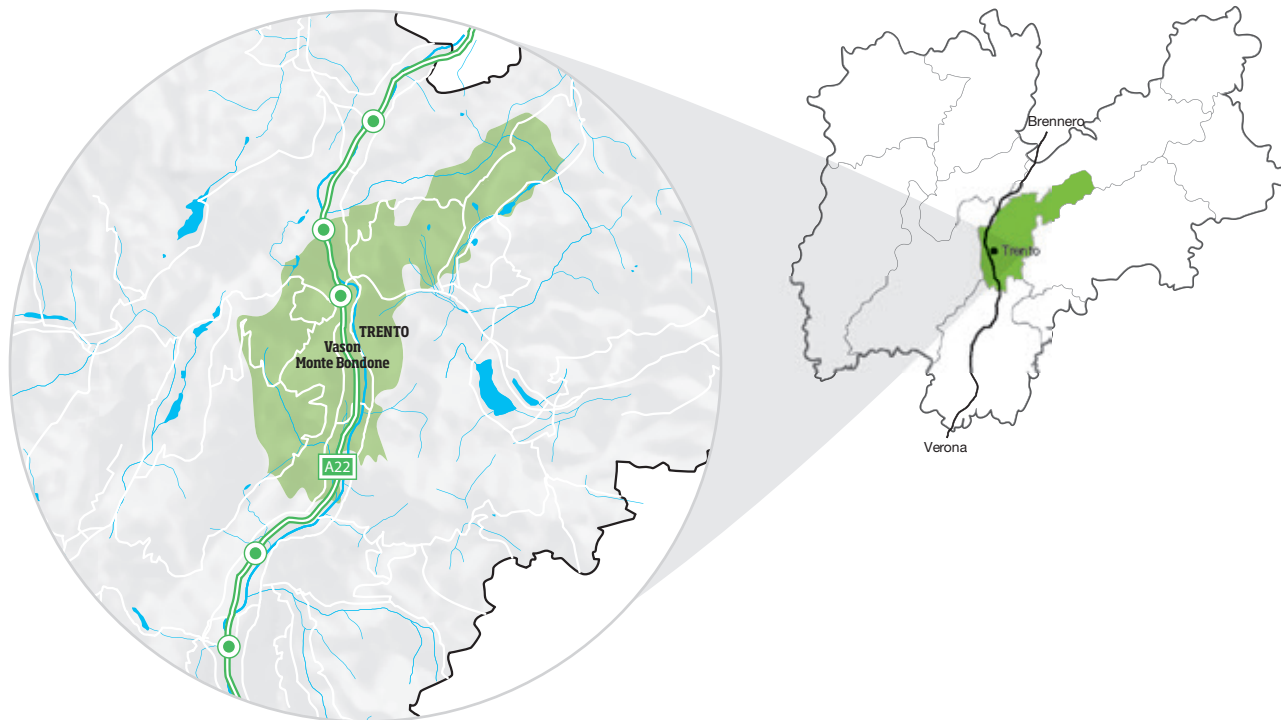 TRENTO
Vason
Monte Bondone
A22
Brennero
Trento
Verona